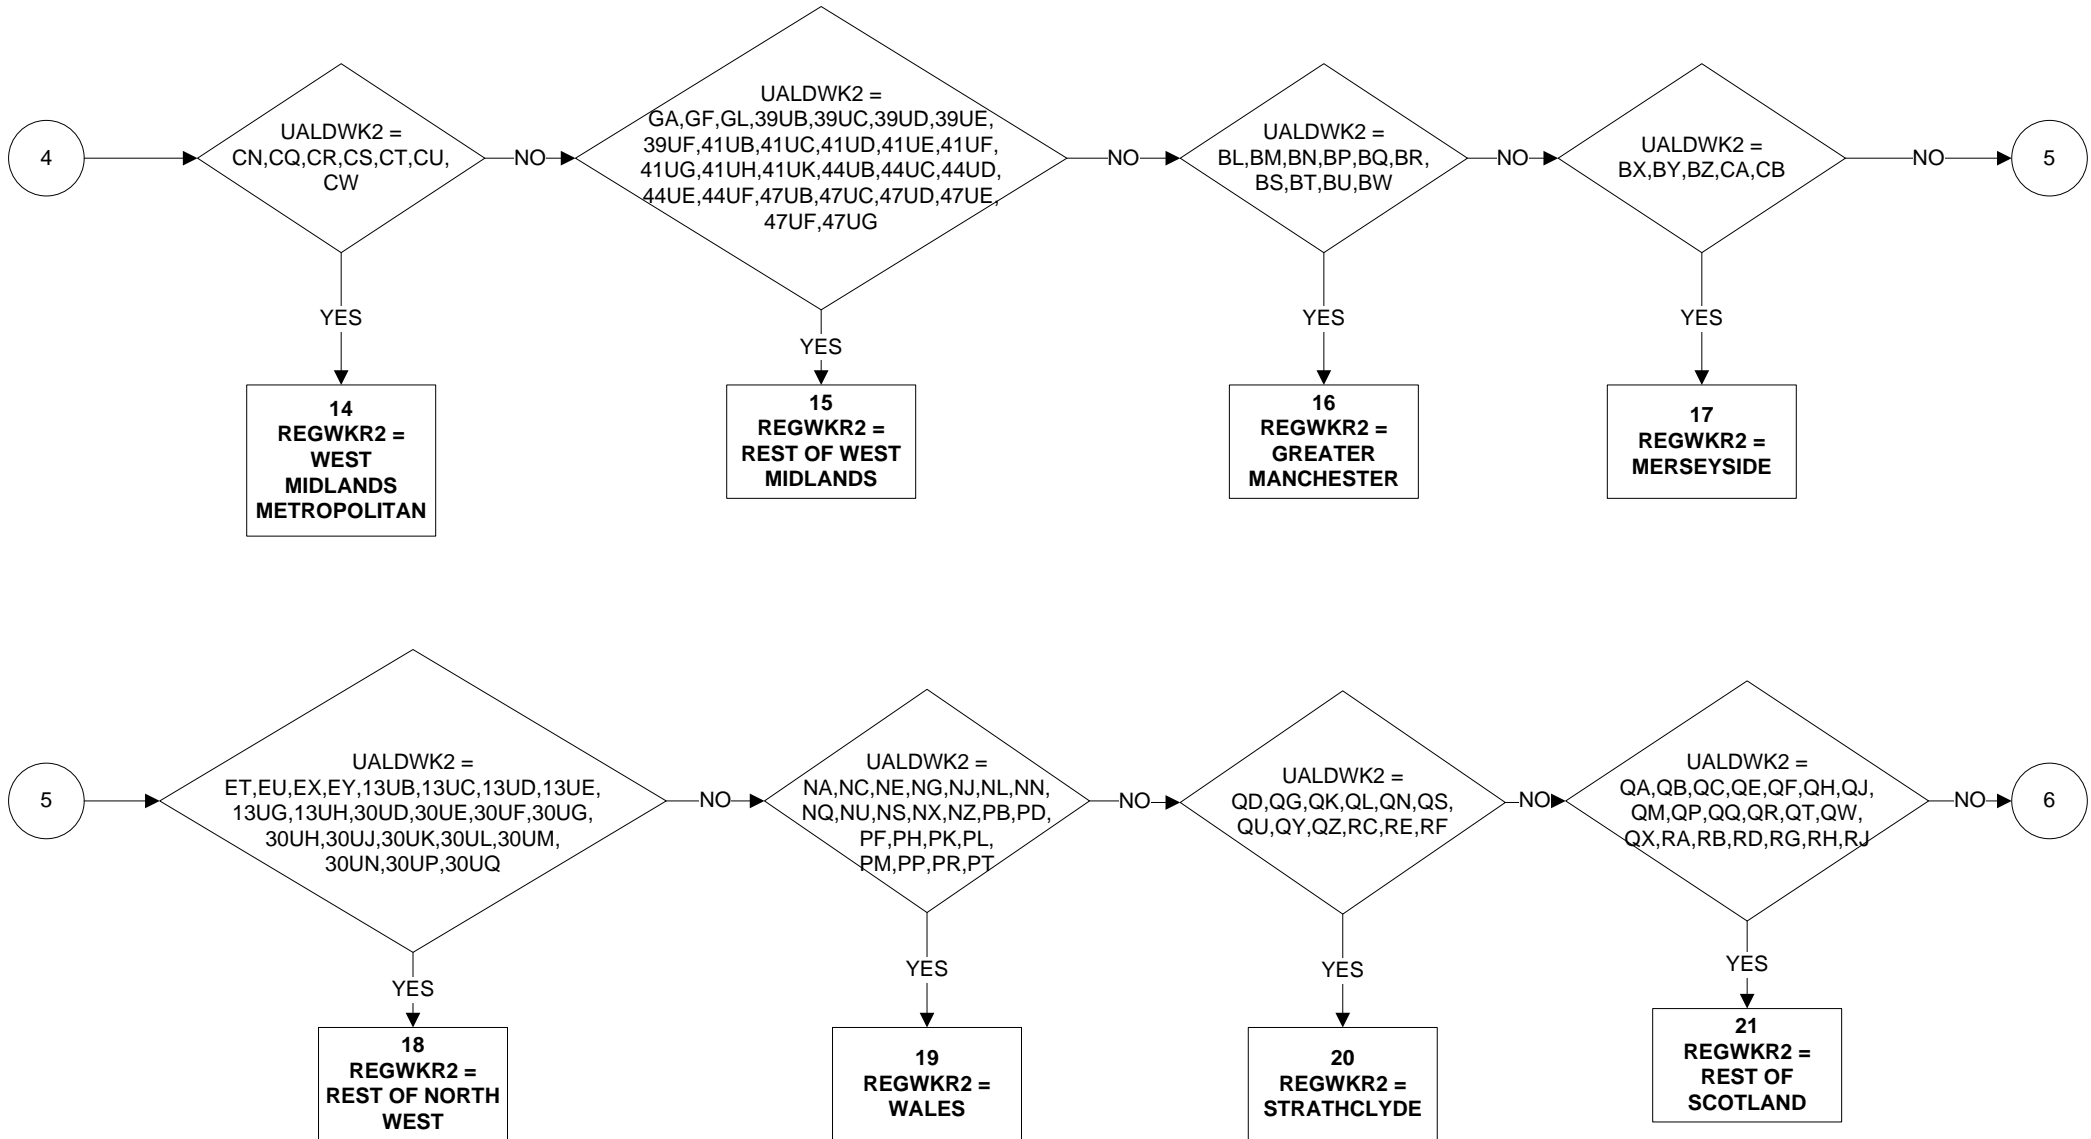 4
UALDWK2 =
CN,CQ,CR,CS,CT,CU,
CW
NO
UALDWK2 =
GA,GF,GL,39UB,39UC,39UD,39UE,
39UF,41UB,41UC,41UD,41UE,41UF,
41UG,41UH,41UK,44UB,44UC,44UD,
44UE,44UF,47UB,47UC,47UD,47UE,
47UF,47UG
NO
UALDWK2 =
BL,BM,BN,BP,BQ,BR,
BS,BT,BU,BW
NO
UALDWK2 =
BX,BY,BZ,CA,CB
NO
5
YES
YES
YES
YES
14
REGWKR2 =
WEST
MIDLANDS
METROPOLITAN
15
REGWKR2 =
REST OF WEST
MIDLANDS
16
REGWKR2 =
GREATER
MANCHESTER
17
REGWKR2 =
MERSEYSIDE
5
UALDWK2 =
ET,EU,EX,EY,13UB,13UC,13UD,13UE,
13UG,13UH,30UD,30UE,30UF,30UG,
30UH,30UJ,30UK,30UL,30UM,
30UN,30UP,30UQ
NO
UALDWK2 =
NA,NC,NE,NG,NJ,NL,NN,
NQ,NU,NS,NX,NZ,PB,PD,
PF,PH,PK,PL,
PM,PP,PR,PT
NO
UALDWK2 =
QD,QG,QK,QL,QN,QS,
QU,QY,QZ,RC,RE,RF
NO
UALDWK2 =
QA,QB,QC,QE,QF,QH,QJ,
QM,QP,QQ,QR,QT,QW,
QX,RA,RB,RD,RG,RH,RJ
NO
6
YES
YES
YES
YES
18
REGWKR2 =
REST OF NORTH
WEST
19
REGWKR2 =
WALES
20
REGWKR2 =
STRATHCLYDE
21
REGWKR2 =
REST OF
SCOTLAND